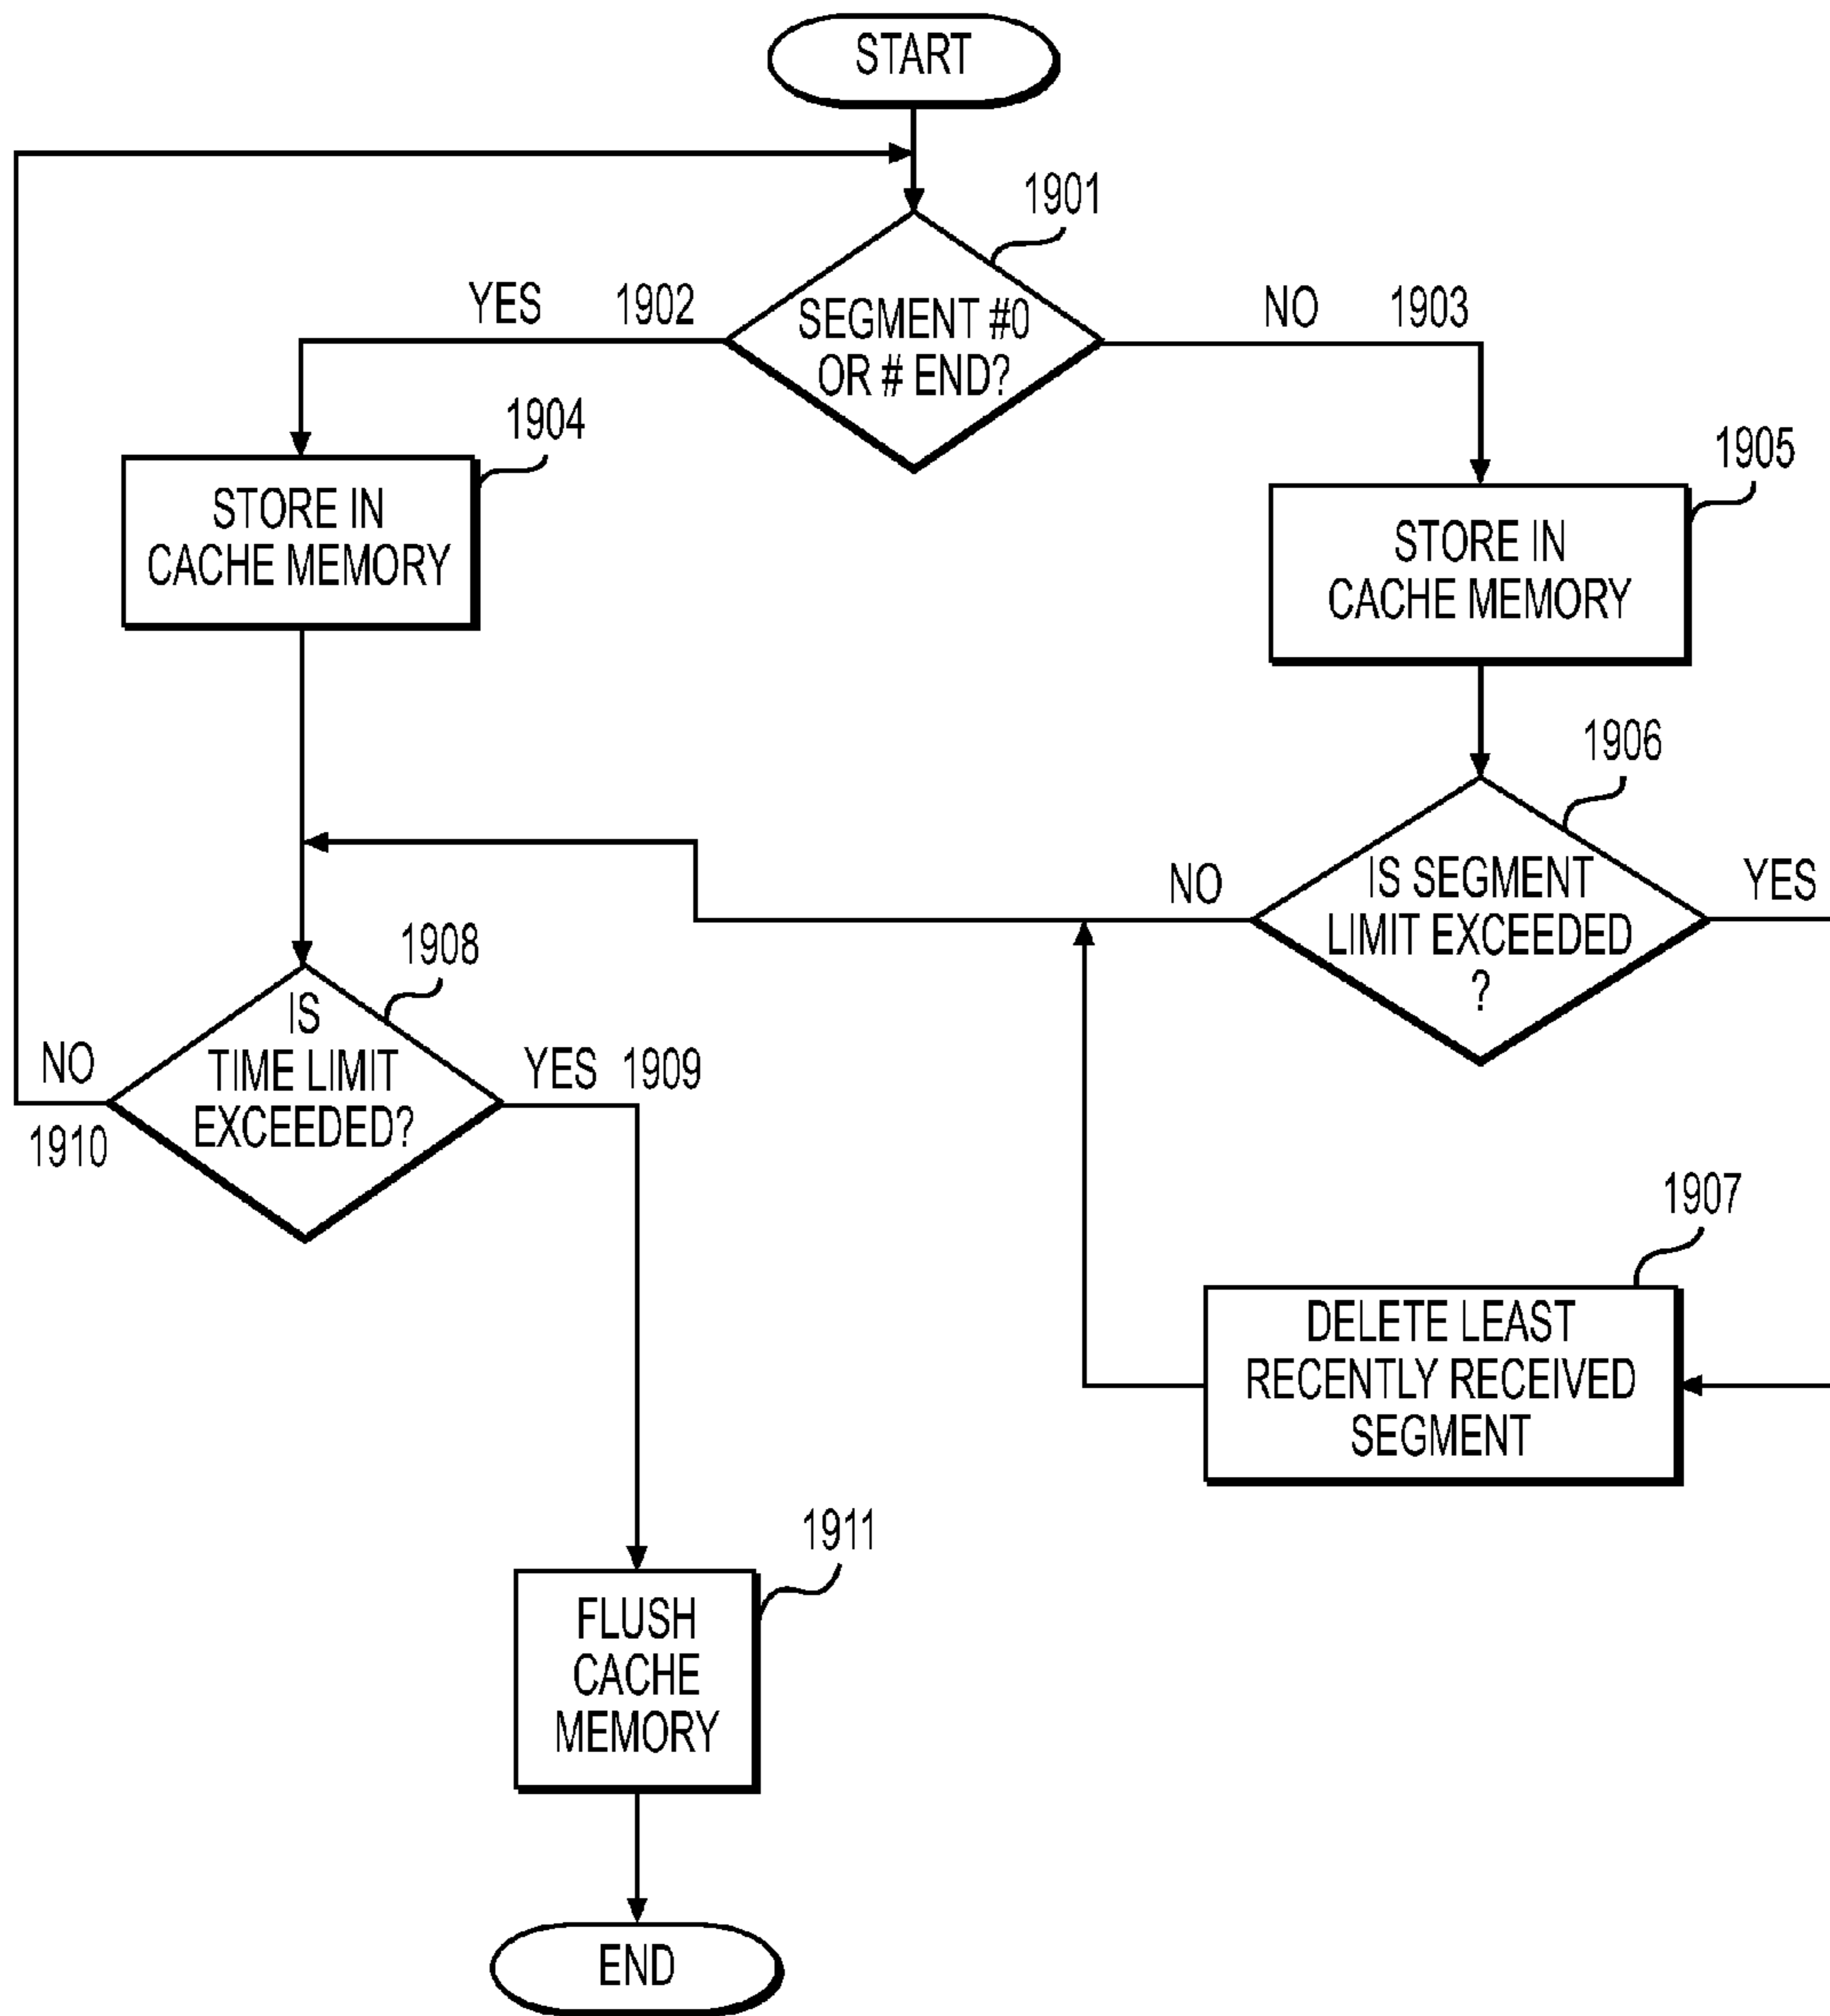 START
1901
YES 1902
SEGMENT #0
OR # END?
NO 1903
1904
STORE IN
CACHE MEMORY
1905
STORE IN
CACHE MEMORY
1906
IS SEGMENT
LIMIT EXCEEDED
?
NO
YES
1908
IS
TIME LIMIT
EXCEEDED?
NO
1910
YES 1909
1907
DELETE LEAST
RECENTLY RECEIVED
SEGMENT
1911
FLUSH
CACHE
MEMORY
END